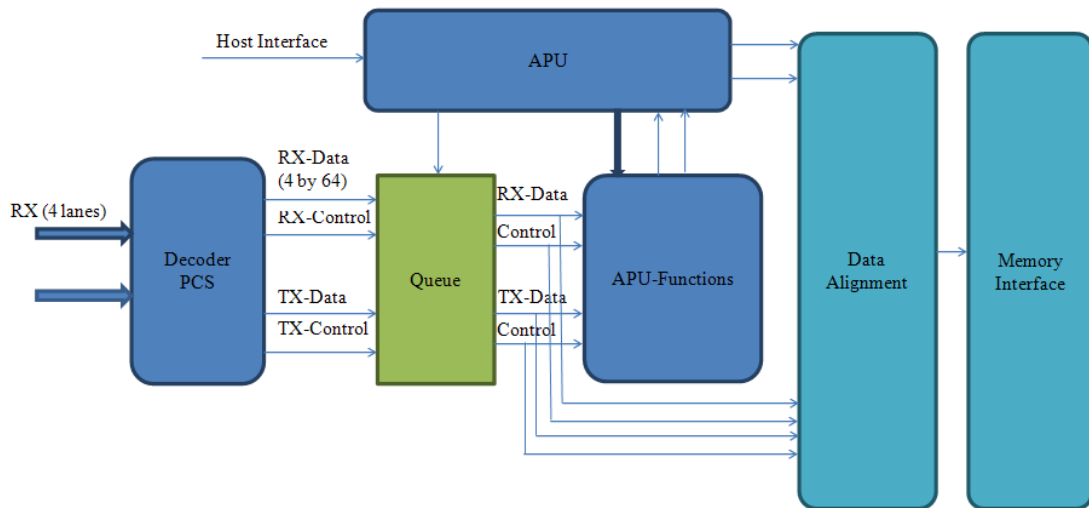 Host Interface
APU
RX (4 lanes)
Decoder
PCS
RX-Data
(4 by 64)
RX-Control
TX-Data
TX-Control
Queue
RX-Data
Control
TX-Data
Control
APU-Functions
Data
Alignment
Memory
Interface